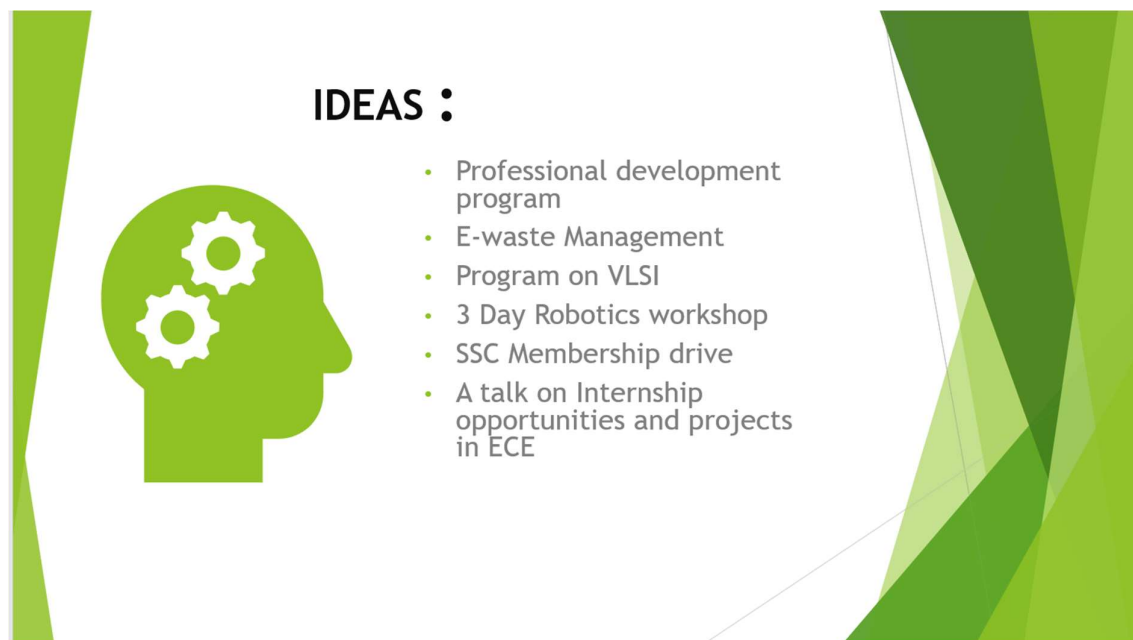 IDEAS :
• Professional development
program
• E-waste Management
• Program on VLSI
• 3 Day Robotics workshop
• SSC Membership drive
• A talk on Internship
opportunities and projects
in ECE